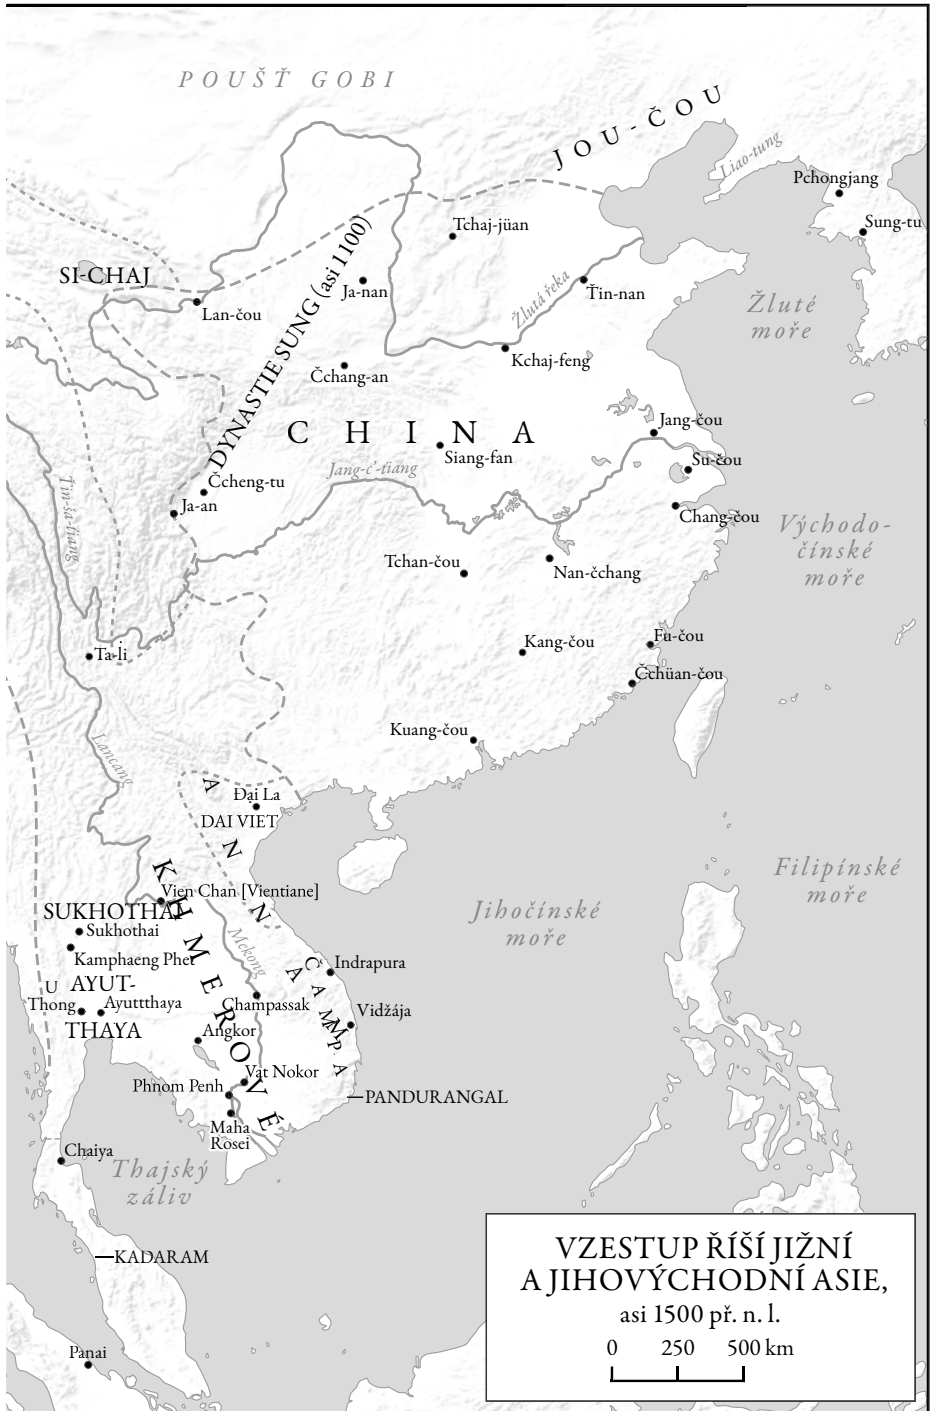 POUŠŤ GOBI
JOU-ČOU
Liao-tung
Pchongjang
Sung-tu
Tchaj-jüan
SI-CHAJ
Ja-nan
Žlutá řeka
Ťin-nan
Žluté
moře
Lan-čou
DYNASTIE SUNG (asi 1100)
Kchaj-feng
Čchang-an
Jang-čou
CHINA
Siang-fan
Jang-c'-ťiang
Su-čou
Čcheng-tu
Ja-an
Ťin-ša-ťiang
Chang-čou
Východo-
čínské
moře
Tchan-čou
Nan-čchang
Ta-li
Kang-čou
Fu-čou
Čchüan-čou
Kuang-čou
Lancang
ANNAM
Đại La
DAI VIET
KHMEROVÉ
Vien Chan [Vientiane]
Filipínské
moře
SUKHOTHAI
Sukhothai
Jihočínské
moře
Kamphaeng Phet
Mekong
ČAMPA
Indrapura
U
Thong
AYUT-
THAYA
Ayuttthaya
Champassak
Vidžája
Angkor
Vat Nokor
Phnom Penh
PANDURANGAL
Maha
Rosei
Chaiya
Thajský
záliv
KADARAM
Panai
VZESTUP ŘÍŠÍ JIŽNÍ
A JIHOVÝCHODNÍ ASIE,
asi 1500 př. n. l.
0 250 500 km